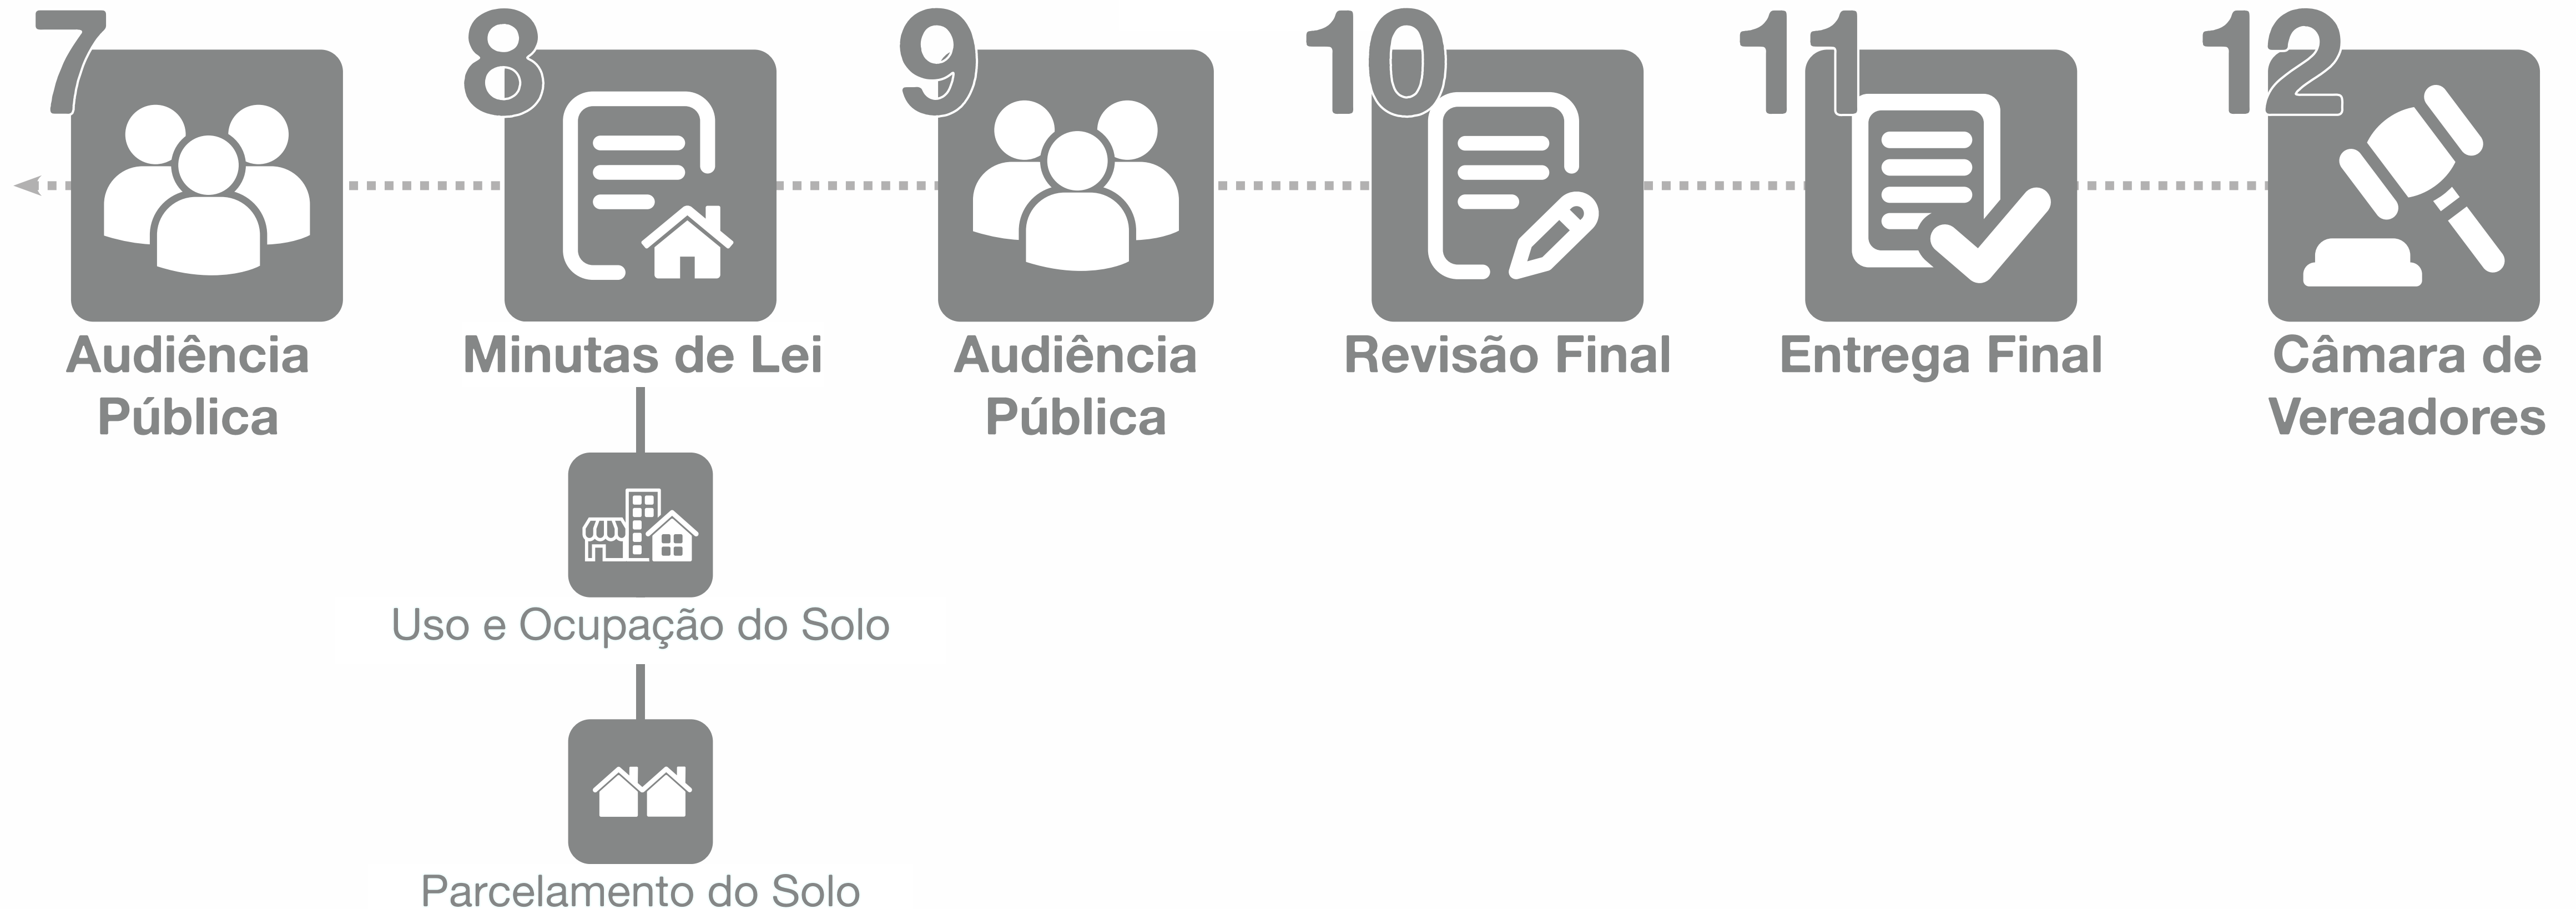 7
8
9
10
11
12
Audiência
Pública
Minutas de Lei
Audiência
Pública
Revisão Final
Entrega Final
Câmara de
Vereadores
Uso e Ocupação do Solo
Parcelamento do Solo